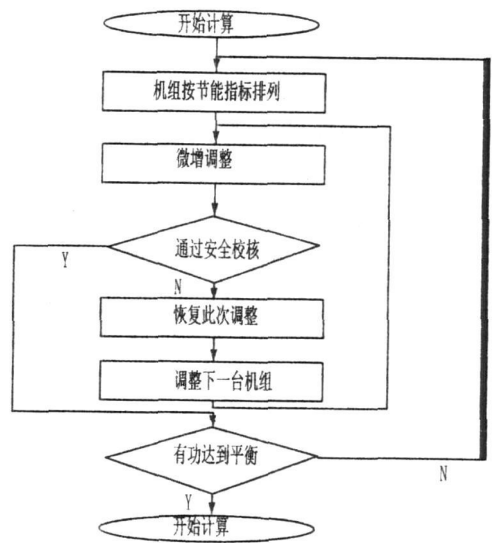 开始计算
机组按节能指标排列
微增调整
通过安全校核
Y
N
恢复此次调整
调整下一台机组
有功达到平衡
N
Y
开始计算